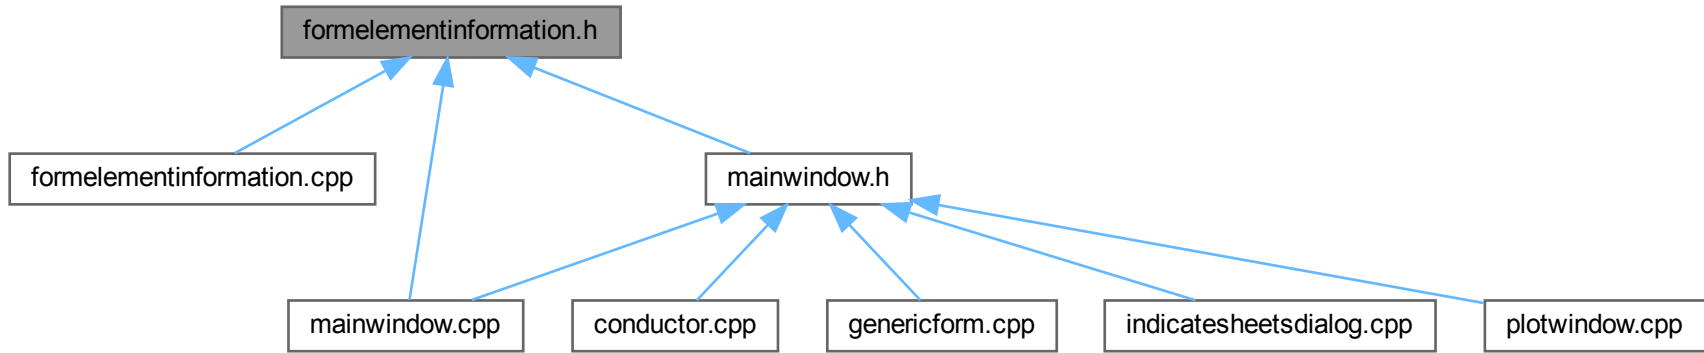 formelementinformation.h
formelementinformation.cpp
mainwindow.h
mainwindow.cpp
conductor.cpp
genericform.cpp
indicatesheetsdialog.cpp
plotwindow.cpp